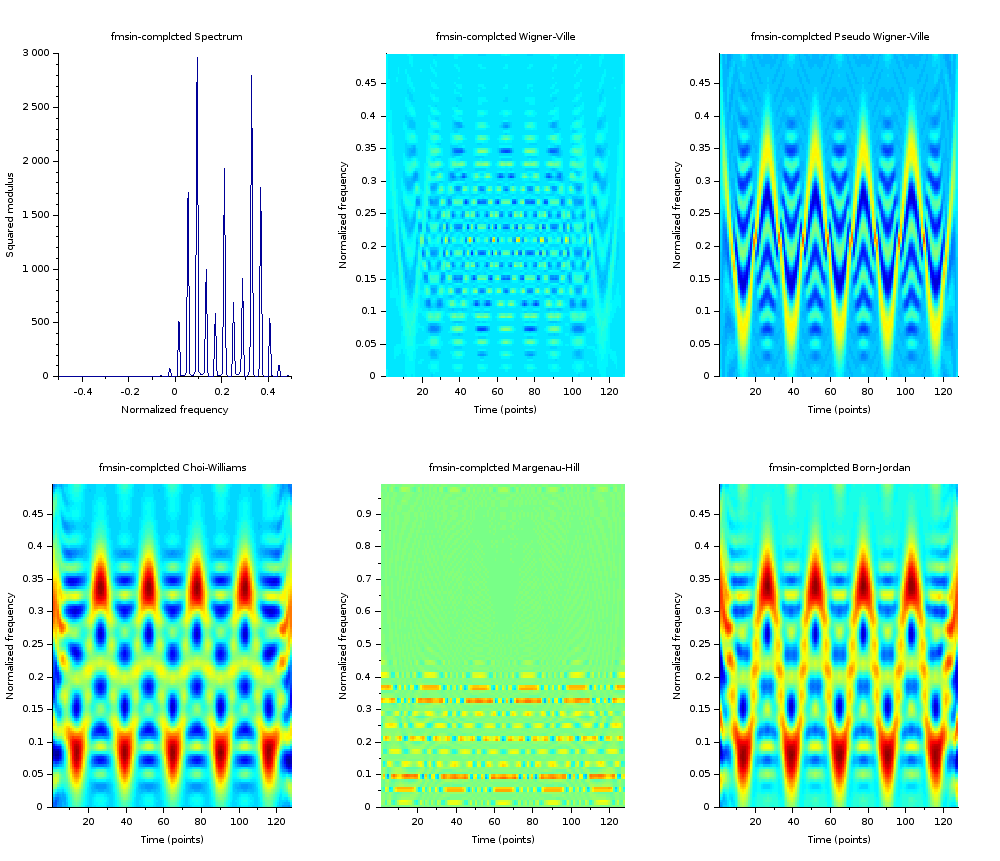 fmsin-complcted Spectrum
3 000
2 500
2 000
1 500
1 000
500
0
-0.4 -0.2 0 0.2 0.4
Squared modulus
Normalized frequency
fmsin-complcted Wigner-Ville
0.45
0.4
0.35
0.3
0.25
0.2
0.15
0.1
0.05
0
20 40 60 80 100 120
Normalized frequency
Time (points)
fmsin-complcted Pseudo Wigner-Ville
0.45
0.4
0.35
0.3
0.25
0.2
0.15
0.1
0.05
0
20 40 60 80 100 120
Normalized frequency
Time (points)
fmsin-complcted Choi-Williams
0.45
0.4
0.35
0.3
0.25
0.2
0.15
0.1
0.05
0
20 40 60 80 100 120
Normalized frequency
Time (points)
fmsin-complcted Margenau-Hill
0.9
0.8
0.7
0.6
0.5
0.4
0.3
0.2
0.1
0
20 40 60 80 100 120
Normalized frequency
Time (points)
fmsin-complcted Born-Jordan
0.45
0.4
0.35
0.3
0.25
0.2
0.15
0.1
0.05
0
20 40 60 80 100 120
Normalized frequency
Time (points)